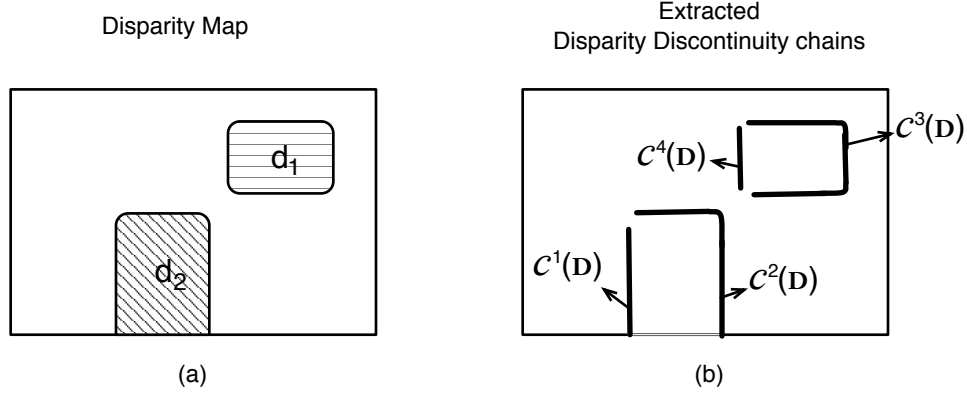 Disparity Map
Extracted
Disparity Discontinuity chains
d₁
d₂
C³(D)
C⁴(D)
C¹(D)
C²(D)
(a)
(b)